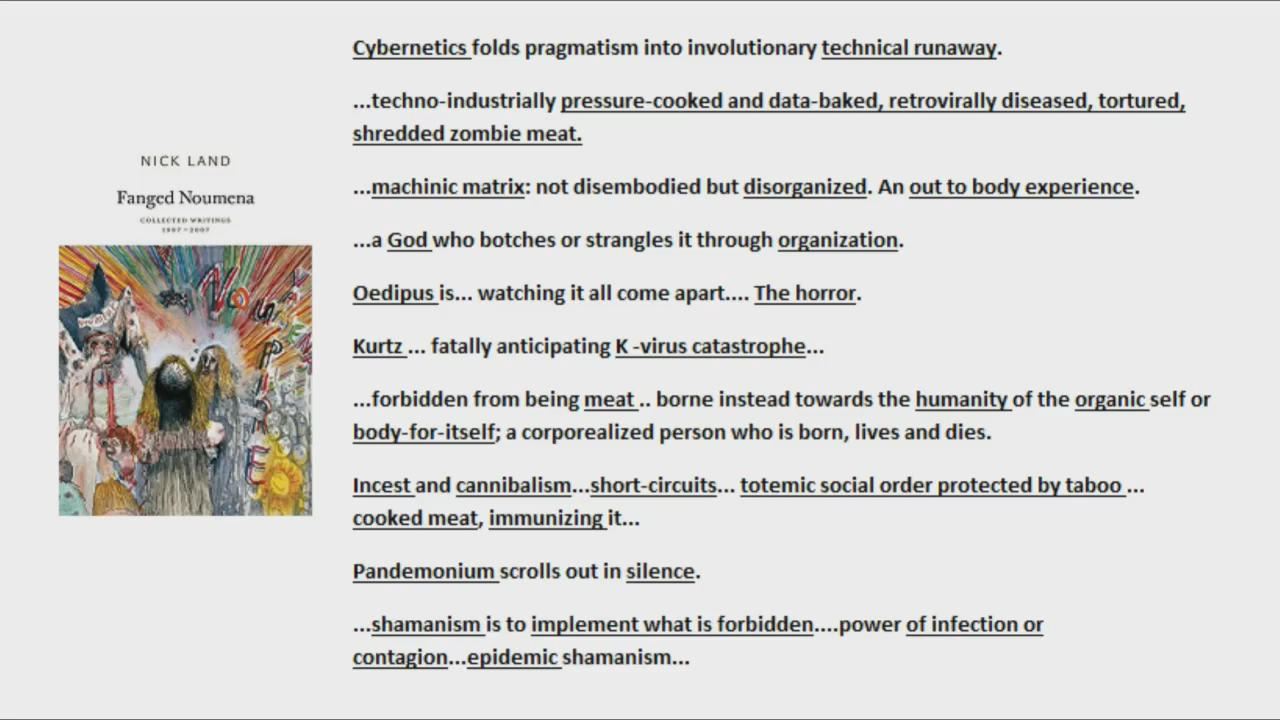 NICK LAND
Fanged Noumena
COLLECTED WRITINGS
1987–2007
Cybernetics folds pragmatism into involutionary technical runaway.
...techno-industrially pressure-cooked and data-baked, retrovirally diseased, tortured,
shredded zombie meat.
...machinic matrix: not disembodied but disorganized. An out to body experience.
...a God who botches or strangles it through organization.
Oedipus is... watching it all come apart.... The horror.
Kurtz ... fatally anticipating K -virus catastrophe...
...forbidden from being meat .. borne instead towards the humanity of the organic self or
body-for-itself; a corporealized person who is born, lives and dies.
Incest and cannibalism...short-circuits... totemic social order protected by taboo ...
cooked meat, immunizing it...
Pandemonium scrolls out in silence.
...shamanism is to implement what is forbidden....power of infection or
contagion...epidemic shamanism...